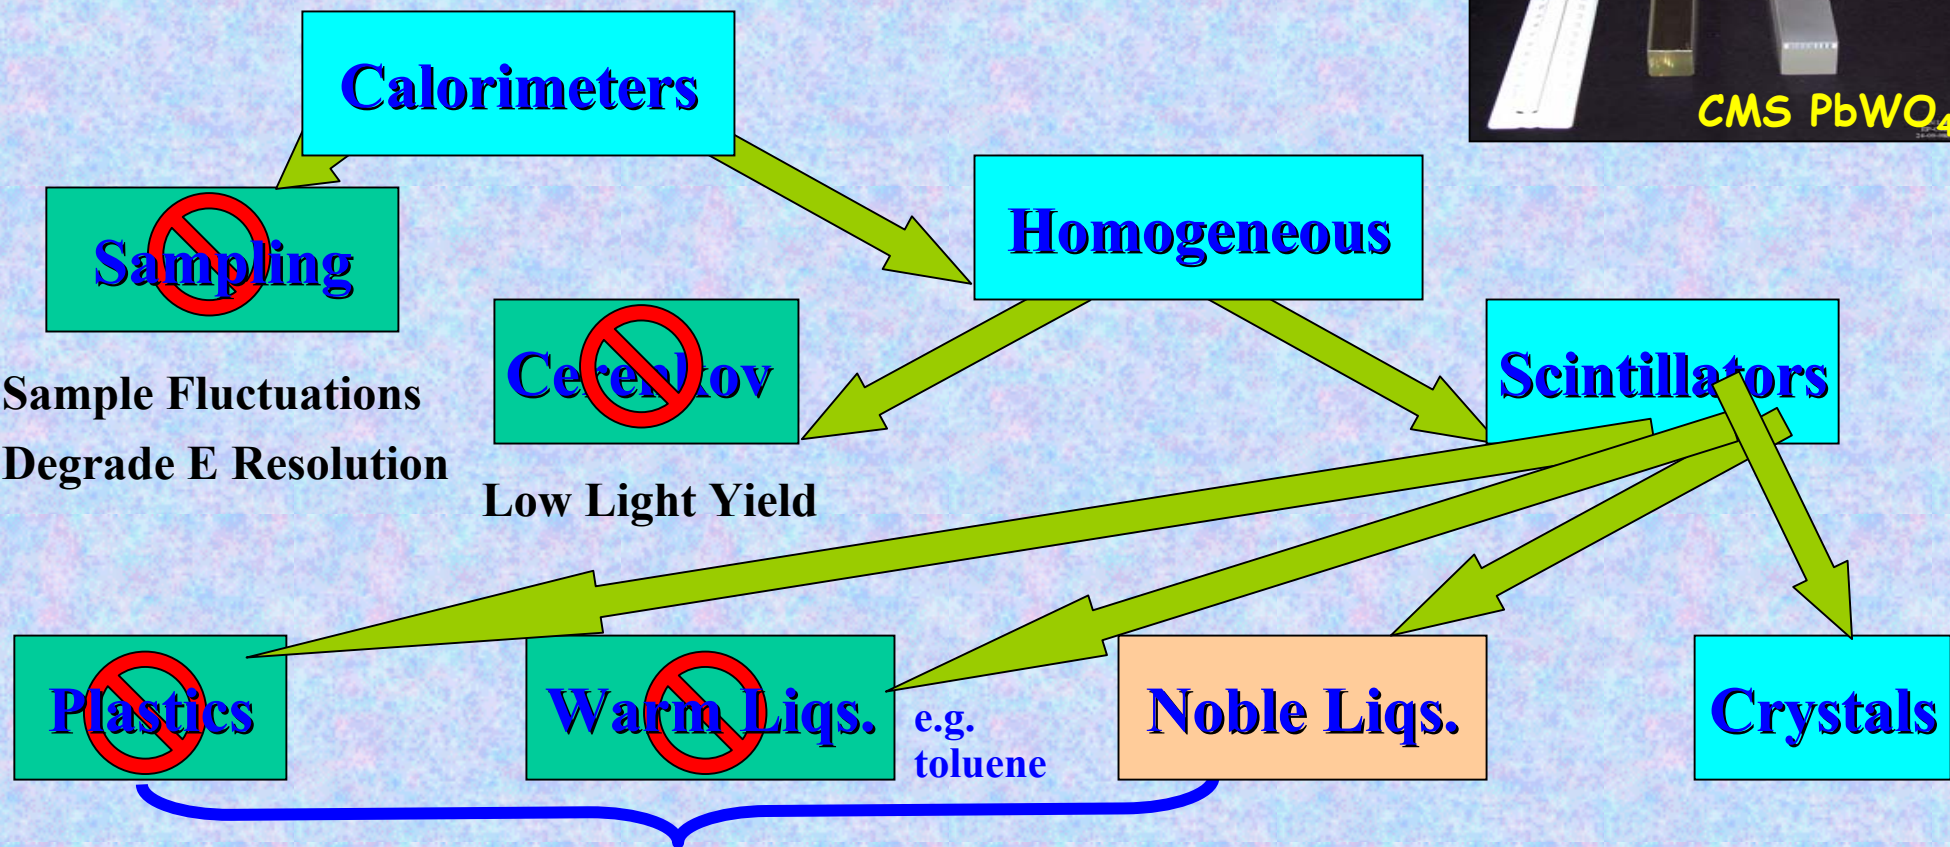 Calorimeters
CMS PbWO4
Homogeneous
Sampling
Cerenkov
Scintillators
Sample Fluctuations
Degrade E Resolution
Low Light Yield
Plastics
Warm Liqs.
e.g.
toluene
Noble Liqs.
Crystals